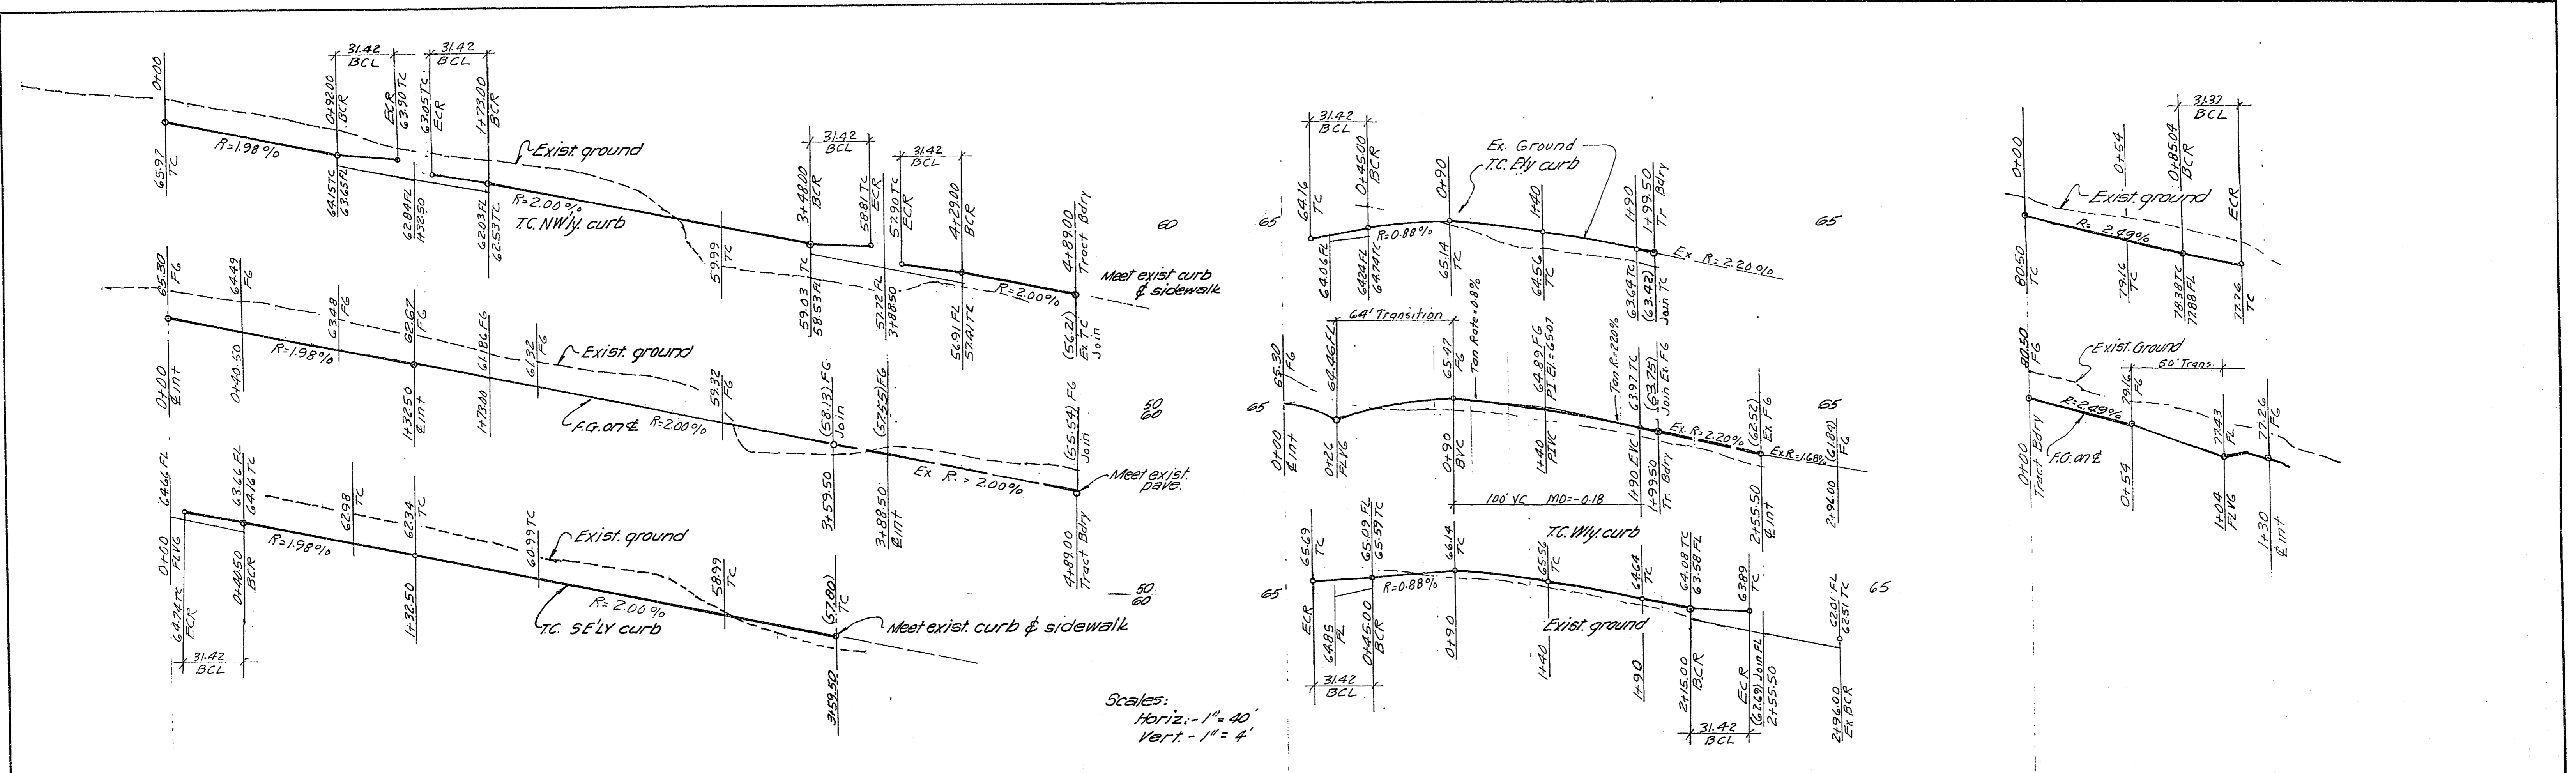 31.42
BCL
31.42
BCL
0+00
0+92.00
BCR
ECR
63.90 TC
63.05 TC
ECR
1+73.00
BCR
R=1.98%
Exist. ground
65.97
TC
64.15 TC
63.65 FL
62.84 FL
1+32.50
62.03 FL
62.53 TC
R=2.00%
T.C. NW'ly. curb
59.99
TC
31.42
BCL
3+48.00
BCR
58.81 TC
ECR
31.42
BCL
57.90 TC
ECR
4+29.00
BCR
4+89.00
Tract Bdry
59.03 TC
58.53 FL
57.72 FL
3+88.50
56.91 FL
57.41 TC
R=2.00%
(56.21)
Ex TC
Join
Meet exist curb
& sidewalk
60
65.30
FG
64.49
FG
63.48
FG
62.67
FG
61.86 FG
61.32
FG
Exist. ground
R=1.98%
0+00
℄ int
0+40.50
1+32.50
℄ int
1+73.00
F.G. on ℄
R=2.00%
59.32
FG
(58.13) FG
Join
(57.55) FG
(55.54) FG
Join
3+59.50
3+88.50
℄ int
Ex R. = 2.00%
Meet exist.
pave.
4+89.00
Tract Bdry
50
60
64.66 FL
63.66 FL
64.16 TC
62.98
TC
62.34
TC
60.99 TC
Exist. ground
58.99
TC
(57.80)
TC
0+00
FLVG
R=1.98%
64.74 TC
ECR
0+40.50
BCR
1+32.50
R=2.00%
T.C. SE'LY curb
Meet exist. curb & sidewalk
3+59.50
31.42
BCL
50
60
Scales:
Horiz:- 1"= 40'
Vert.- 1"= 4'
31.42
BCL
64.16
TC
0+45.00
BCR
0+90
Ex. Ground
T.C. E'ly curb
1+40
1+90
1+99.50
Tr Bdry
65
65
R=0.88%
64.06 FL
64.24 FL
64.74 TC
65.14
TC
64.56
TC
63.64 TC
(63.42)
Join TC
Ex R=2.20%
64' Transition
65.30
FG
64.46 FL
65.47
FG
Tan Rate=0.8%
64.89 FG
PI. El.=65.07
Tan R=2.20%
63.97 TC
(63.75)
Join Ex. FG
65
65
Ex. R=2.20%
(62.52)
Ex FG
Ex. R=1.68%
(61.84)
FG
0+00
℄ int
0+26
FLVG
0+90
BVC
1+40
PIVC
1+90 EVC
1+99.50
Tr. Bdry
2+55.50
℄ int
2+96.00
100' VC MD=-0.18
T.C. W'ly. curb
65.69
TC
65.09 FL
65.59 TC
66.14
TC
65.56
TC
64.64
TC
64.08 TC
63.58 FL
63.89
TC
62.01 FL
62.51 TC
65
65
R=0.88%
Exist. ground
ECR
64.85
FL
0+45.00
BCR
0+90
1+40
1+90
2+15.00
BCR
ECR
(62.69) Join FL
2+55.50
2+96.00
Ex BCR
31.42
BCL
31.42
BCL
31.37
BCL
0+00
0+54
0+85.04
BCR
ECR
Exist. ground
R= 2.49%
80.50
TC
79.16
TC
78.38 TC
77.88 FL
77.76
TC
80.50
FG
Exist. Ground
50' Trans.
79.16
FG
R=2.49%
77.43
FL
77.26
FG
F.G. on ℄
0+00
Tract Bdry
0+54
1+04
FLVG
1+30
℄ int